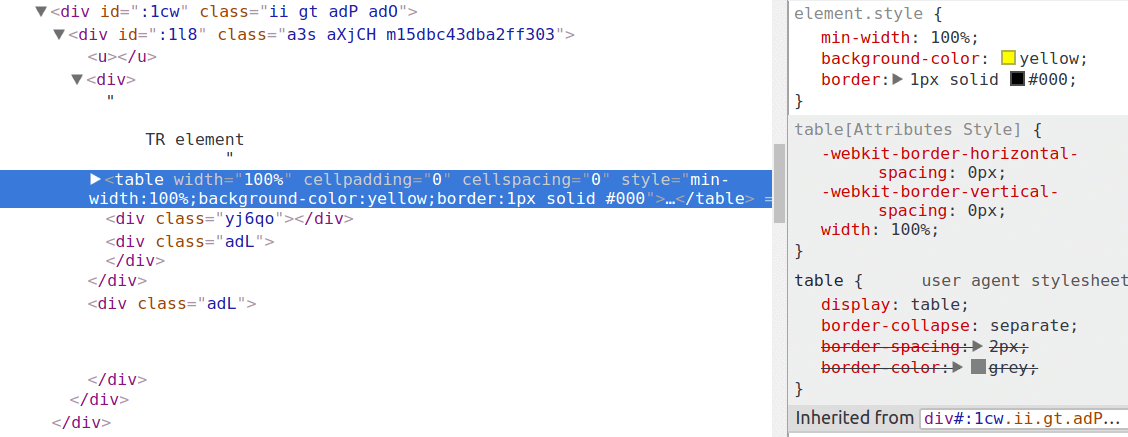 ▼<div id=":1cw" class="ii gt adP adO">
▼<div id=":1l8" class="a3s aXjCH m15dbc43dba2ff303">
<u></u>
▼<div>
"
TR element
"
▶<table width="100%" cellpadding="0" cellspacing="0" style="min-
width:100%;background-color:yellow;border:1px solid #000">…</table> =
<div class="yj6qo"></div>
<div class="adL">
</div>
</div>
<div class="adL">
</div>
</div>
</div>
element.style {
min-width: 100%;
background-color: yellow;
border:▶ 1px solid #000;
}
table[Attributes Style] {
-webkit-border-horizontal-
spacing: 0px;
-webkit-border-vertical-
spacing: 0px;
width: 100%;
}
table { user agent stylesheet
display: table;
border-collapse: separate;
border-spacing:▶ 2px;
border-color:▶ grey;
}
Inherited from div#:1cw.ii.gt.adP…